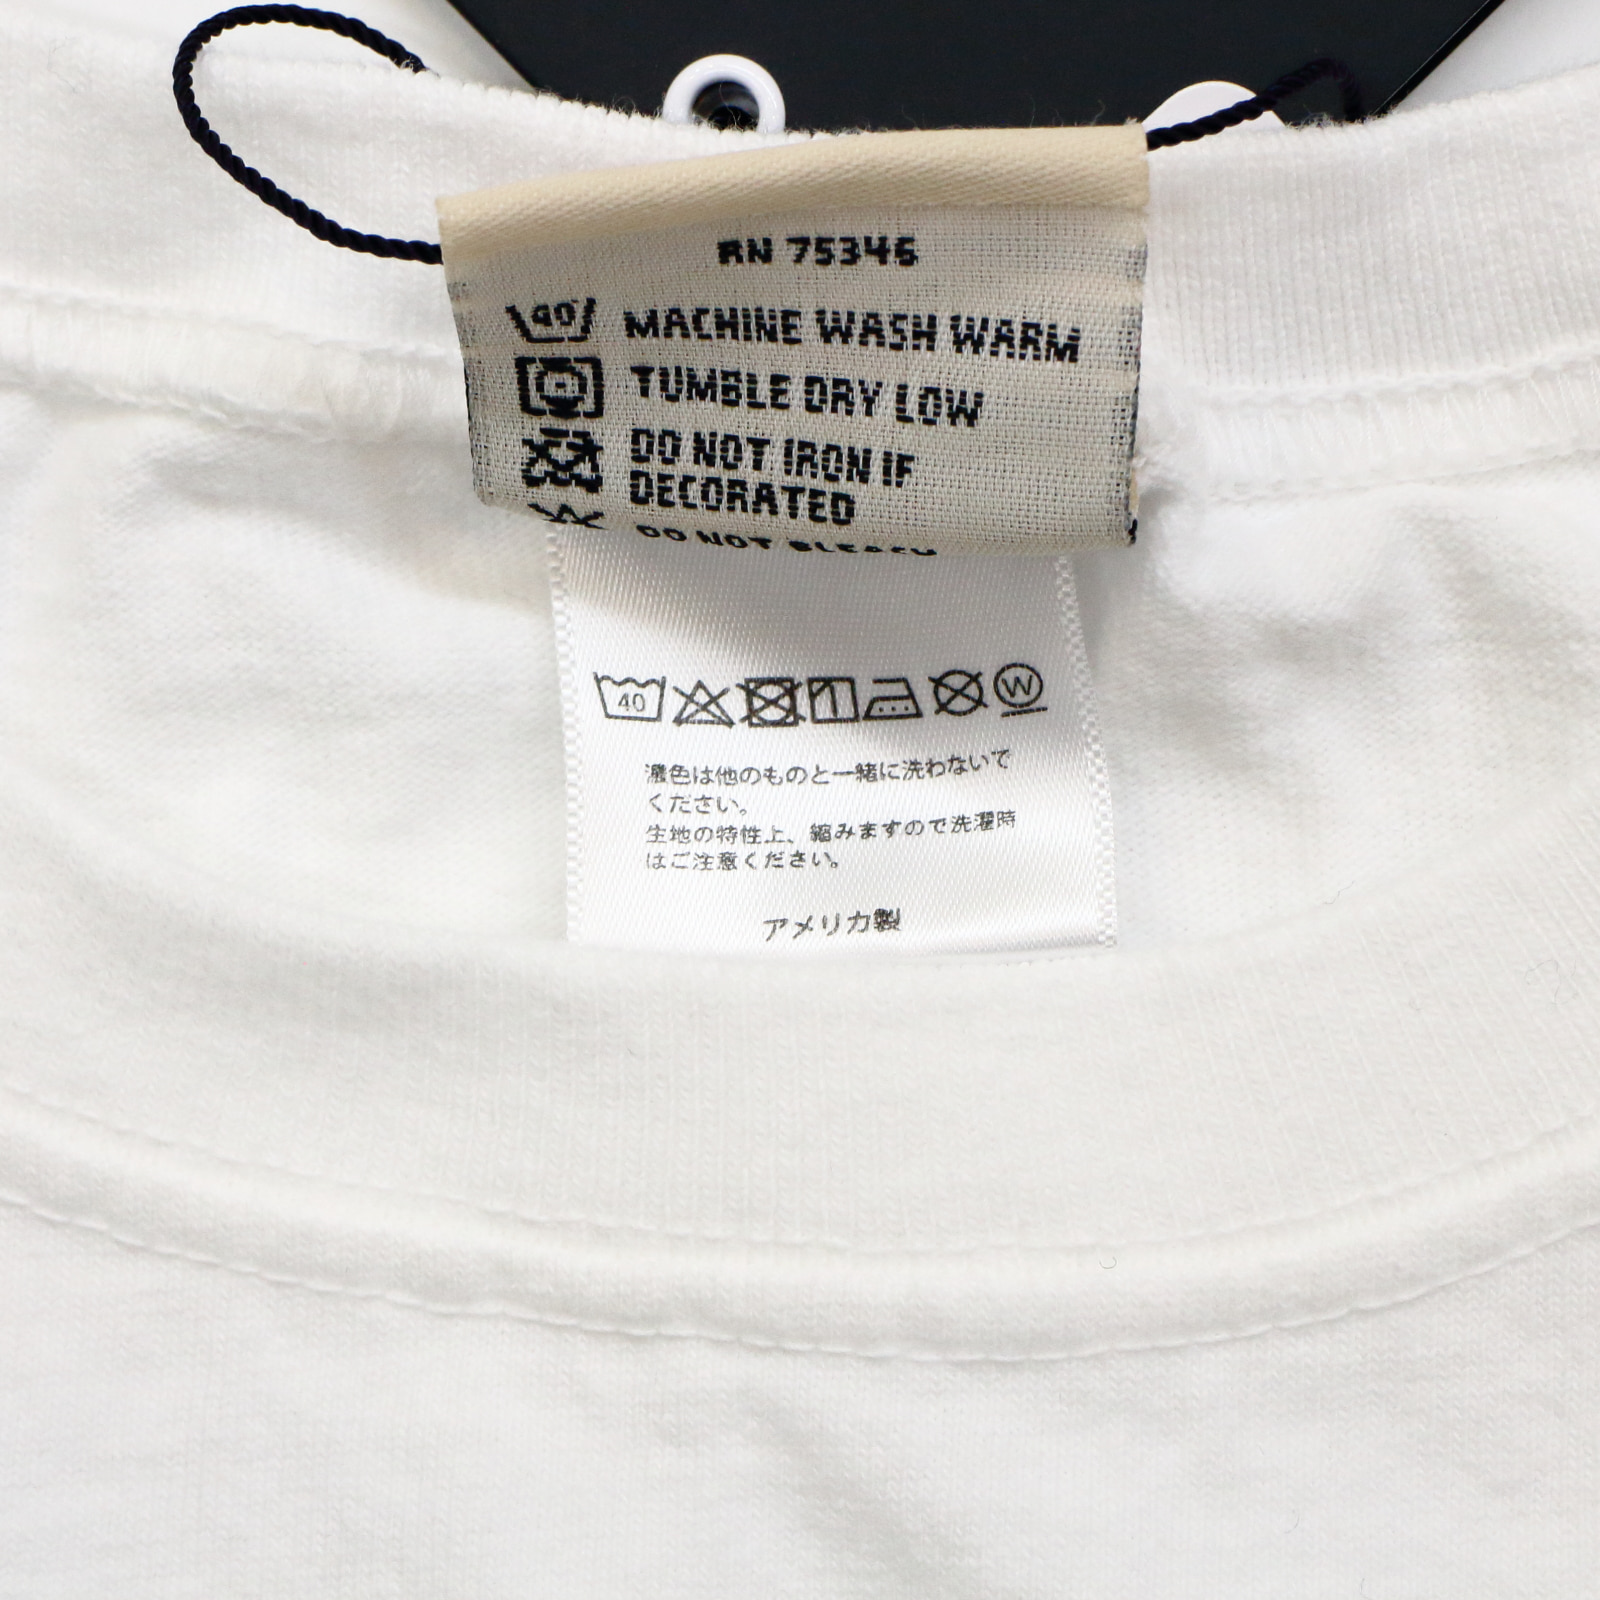 RN 75346
40 MACHINE WASH WARM
TUMBLE DRY LOW
DO NOT IRON IF
DECORATED
DO NOT BLEACH
40 W
濃色は他のものと一緒に洗わないで
ください。
生地の特性上、縮みますので洗濯時
はご注意ください。
アメリカ製